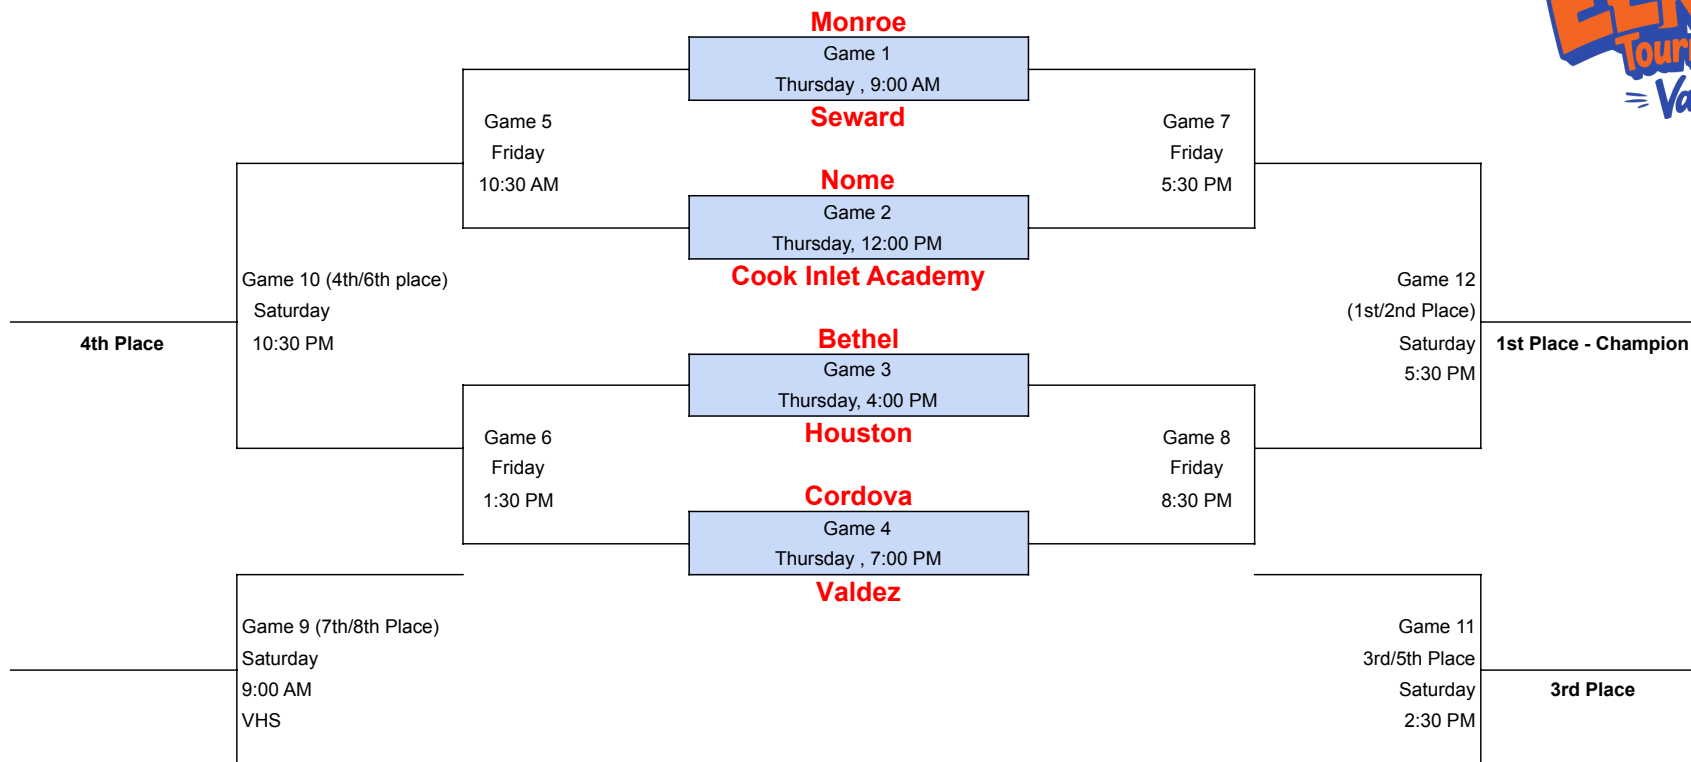 Monroe
Game 1
Thursday , 9:00 AM
Seward
Game 5
Friday
10:30 AM
Game 7
Friday
5:30 PM
Nome
Game 2
Thursday, 12:00 PM
Cook Inlet Academy
Game 10 (4th/6th place)
Saturday
10:30 PM
4th Place
Game 12
(1st/2nd Place)
Saturday
5:30 PM
1st Place - Champion
Bethel
Game 3
Thursday, 4:00 PM
Houston
Game 6
Friday
1:30 PM
Game 8
Friday
8:30 PM
Cordova
Game 4
Thursday , 7:00 PM
Valdez
Game 9 (7th/8th Place)
Saturday
9:00 AM
VHS
Game 11
3rd/5th Place
Saturday
2:30 PM
3rd Place